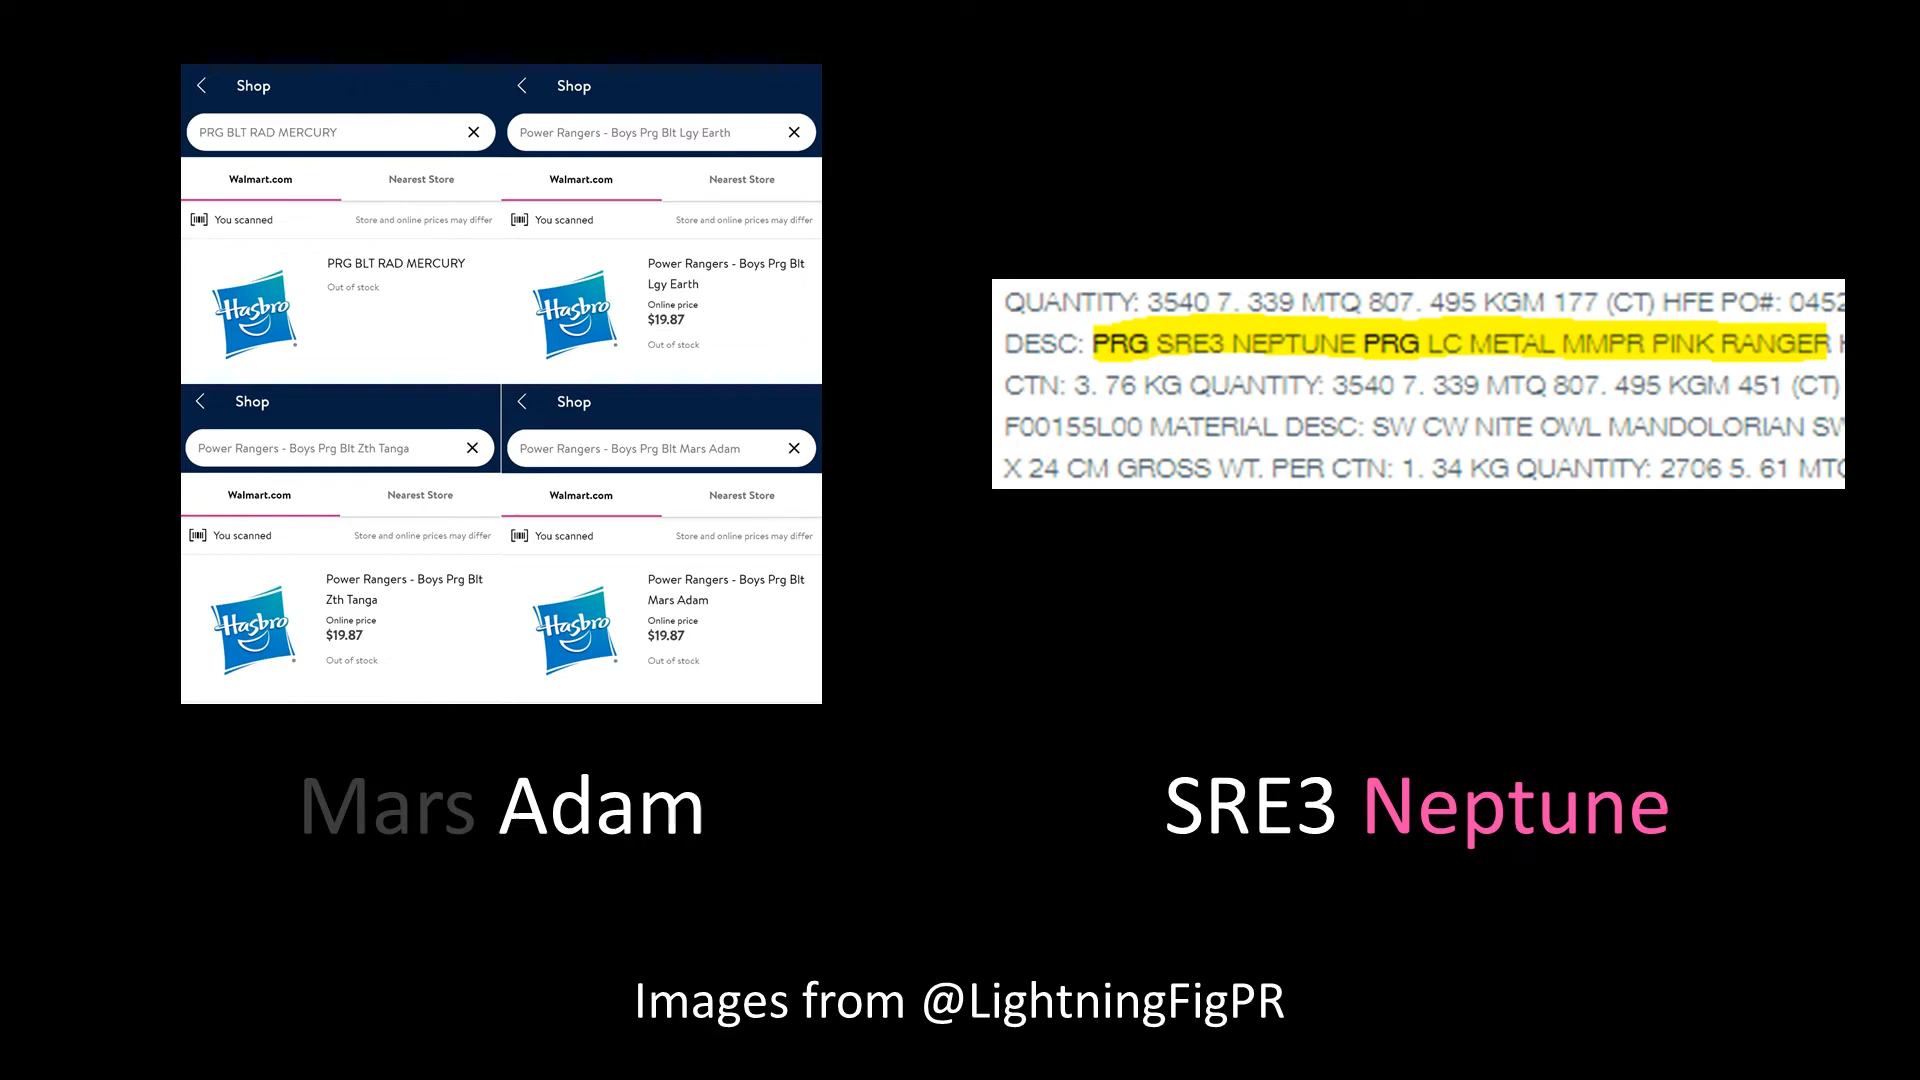 Shop
PRG BLT RAD MERCURY
Walmart.com Nearest Store
You scanned Store and online prices may differ
Hasbro
PRG BLT RAD MERCURY
Out of stock
Shop
Power Rangers - Boys Prg Blt Lgy Earth
Walmart.com Nearest Store
You scanned Store and online prices may differ
Hasbro
Power Rangers - Boys Prg Blt
Lgy Earth
Online price
$19.87
Out of stock
Shop
Power Rangers - Boys Prg Blt Zth Tanga
Walmart.com Nearest Store
You scanned Store and online prices may differ
Hasbro
Power Rangers - Boys Prg Blt
Zth Tanga
Online price
$19.87
Out of stock
Shop
Power Rangers - Boys Prg Blt Mars Adam
Walmart.com Nearest Store
You scanned Store and online prices may differ
Hasbro
Power Rangers - Boys Prg Blt
Mars Adam
Online price
$19.87
Out of stock
QUANTITY: 3540 7. 339 MTQ 807. 495 KGM 177 (CT) HFE PO#: 0452
DESC: PRG SRE3 NEPTUNE PRG LC METAL MMPR PINK RANGER
CTN: 3. 76 KG QUANTITY: 3540 7. 339 MTQ 807. 495 KGM 451 (CT)
F00155L00 MATERIAL DESC: SW CW NITE OWL MANDOLORIAN SW
X 24 CM GROSS WT. PER CTN: 1. 34 KG QUANTITY: 2706 5. 61 MTQ
Mars Adam
SRE3 Neptune
Images from @LightningFigPR